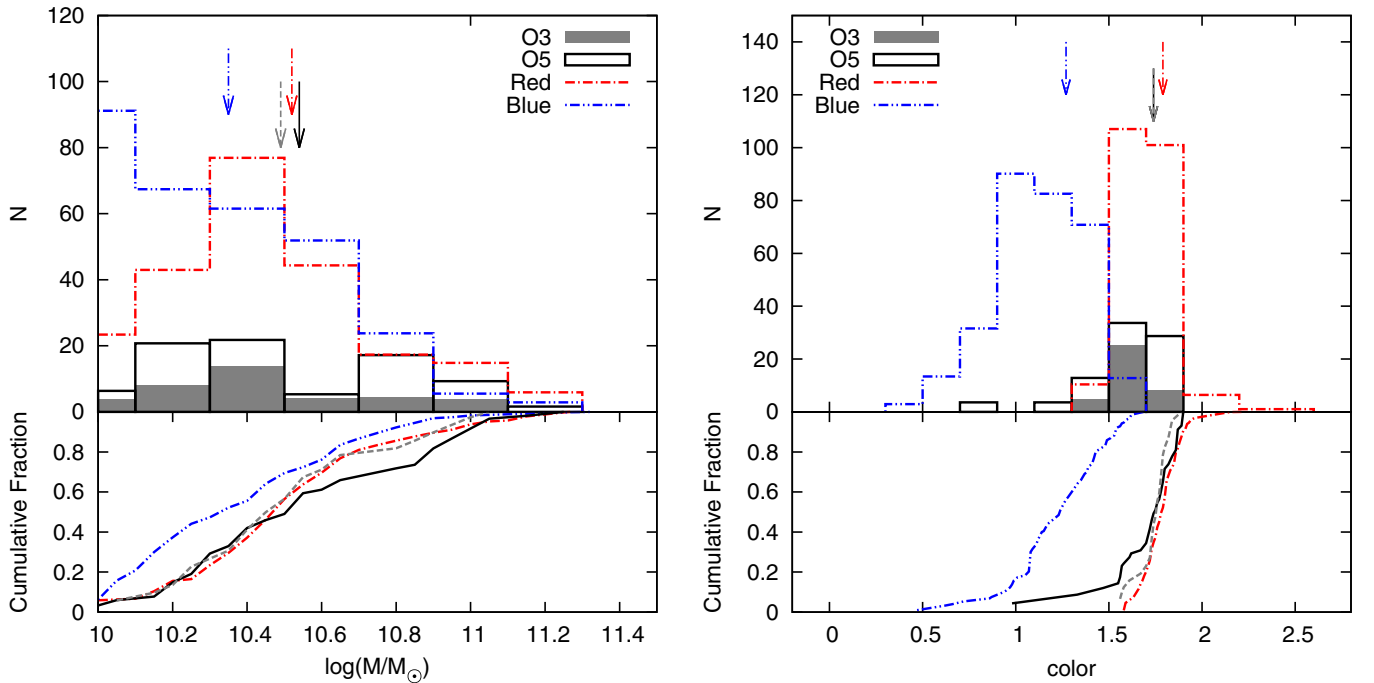 120
100
80
60
40
20
0
N
O3
O5
Red
Blue
0.8
0.6
0.4
0.2
0
Cumulative Fraction
10
10.2
10.4
10.6
10.8
11
11.2
11.4
log(M/M☉)
140
120
100
80
60
40
20
0
N
O3
O5
Red
Blue
0.8
0.6
0.4
0.2
0
Cumulative Fraction
0
0.5
1
1.5
2
2.5
color